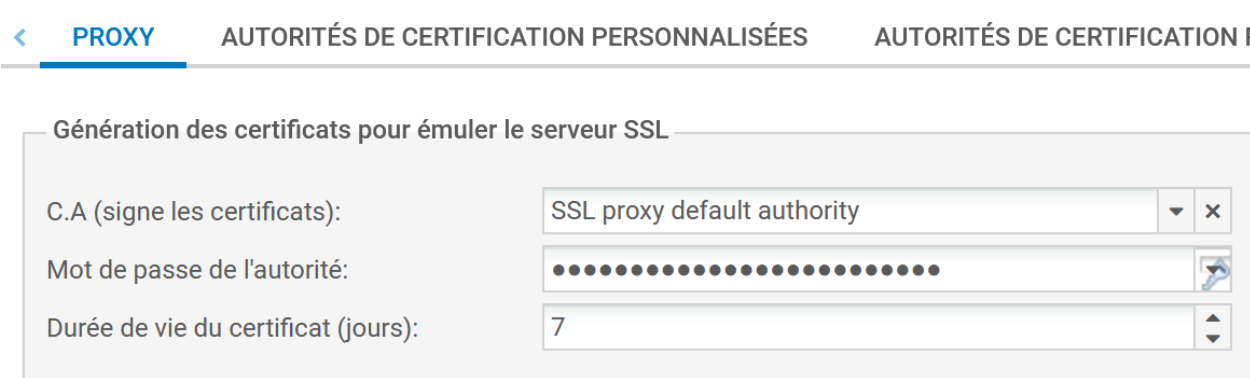 PROXY AUTORITÉS DE CERTIFICATION PERSONNALISÉES AUTORITÉS DE CERTIFICATION
Génération des certificats pour émuler le serveur SSL
C.A (signe les certificats): SSL proxy default authority
Mot de passe de l'autorité: ●●●●●●●●●●●●●●●●●●●●●●●●●
Durée de vie du certificat (jours): 7